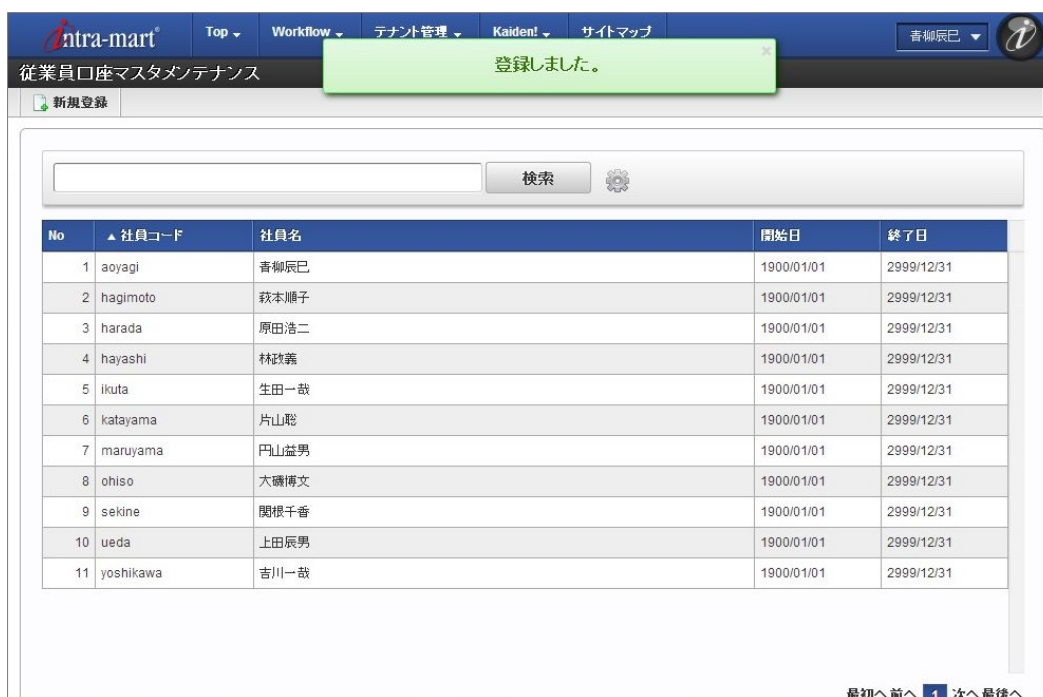 intra-mart® Top Workflow テナント管理 Kaiden! サイトマップ 青柳辰巳
登録しました。 ×
従業員口座マスタメンテナンス
新規登録
検索
No ▲社員コード 社員名 開始日 終了日
1 aoyagi 青柳辰巳 1900/01/01 2999/12/31
2 hagimoto 萩本順子 1900/01/01 2999/12/31
3 harada 原田浩二 1900/01/01 2999/12/31
4 hayashi 林政義 1900/01/01 2999/12/31
5 ikuta 生田一哉 1900/01/01 2999/12/31
6 katayama 片山聡 1900/01/01 2999/12/31
7 maruyama 円山益男 1900/01/01 2999/12/31
8 ohiso 大磯博文 1900/01/01 2999/12/31
9 sekine 関根千香 1900/01/01 2999/12/31
10 ueda 上田辰男 1900/01/01 2999/12/31
11 yoshikawa 吉川一哉 1900/01/01 2999/12/31
最初へ 前へ 1 次へ 最後へ